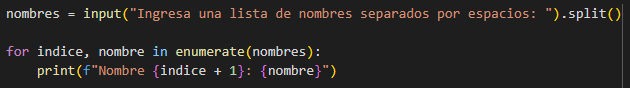 nombres = input("Ingresa una lista de nombres separados por espacios: ").split()
for indice, nombre in enumerate(nombres):
    print(f"Nombre {indice + 1}: {nombre}")